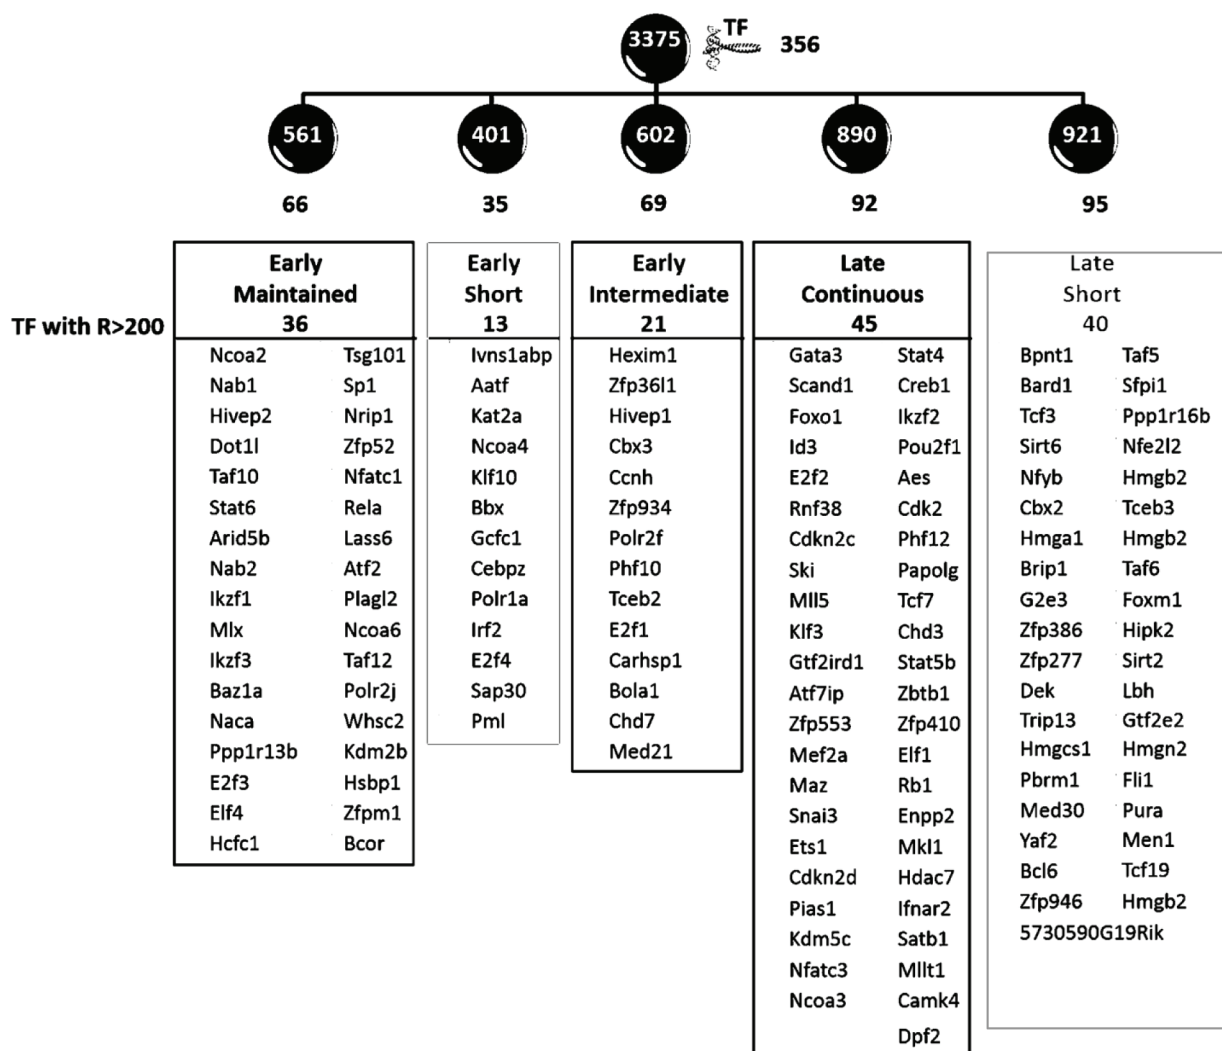 3375 TF 356
561 401 602 890 921
66 35 69 92 95
Early Early Early Late Late
Maintained Short Intermediate Continuous Short
TF with R>200 36 13 21 45 40
Ncoa2 Tsg101 Ivns1abp Hexim1 Gata3 Stat4 Bpnt1 Taf5
Nab1 Sp1 Aatf Zfp36l1 Scand1 Creb1 Bard1 Sfpi1
Hivep2 Nrip1 Kat2a Hivep1 Foxo1 Ikzf2 Tcf3 Ppp1r16b
Dot1l Zfp52 Ncoa4 Cbx3 Id3 Pou2f1 Sirt6 Nfe2l2
Taf10 Nfatc1 Klf10 Ccnh E2f2 Aes Nfyb Hmgb2
Stat6 Rela Bbx Zfp934 Rnf38 Cdk2 Cbx2 Tceb3
Arid5b Lass6 Gcfc1 Polr2f Cdkn2c Phf12 Hmga1 Hmgb2
Nab2 Atf2 Cebpz Phf10 Ski Papolg Brip1 Taf6
Ikzf1 Plagl2 Polr1a Tceb2 Mll5 Tcf7 G2e3 Foxm1
Mlx Ncoa6 Irf2 E2f1 Klf3 Chd3 Zfp386 Hipk2
Ikzf3 Taf12 E2f4 Carhsp1 Gtf2ird1 Stat5b Zfp277 Sirt2
Baz1a Polr2j Sap30 Bola1 Atf7ip Zbtb1 Dek Lbh
Naca Whsc2 Pml Chd7 Zfp553 Zfp410 Trip13 Gtf2e2
Ppp1r13b Kdm2b Med21 Mef2a Elf1 Hmgcs1 Hmgn2
E2f3 Hsbp1 Maz Rb1 Pbrm1 Fli1
Elf4 Zfpm1 Snai3 Enpp2 Med30 Pura
Hcfc1 Bcor Ets1 Mkl1 Yaf2 Men1
Cdkn2d Hdac7 Bcl6 Tcf19
Pias1 Ifnar2 Zfp946 Hmgb2
Kdm5c Satb1 5730590G19Rik
Nfatc3 Mllt1
Ncoa3 Camk4
Dpf2